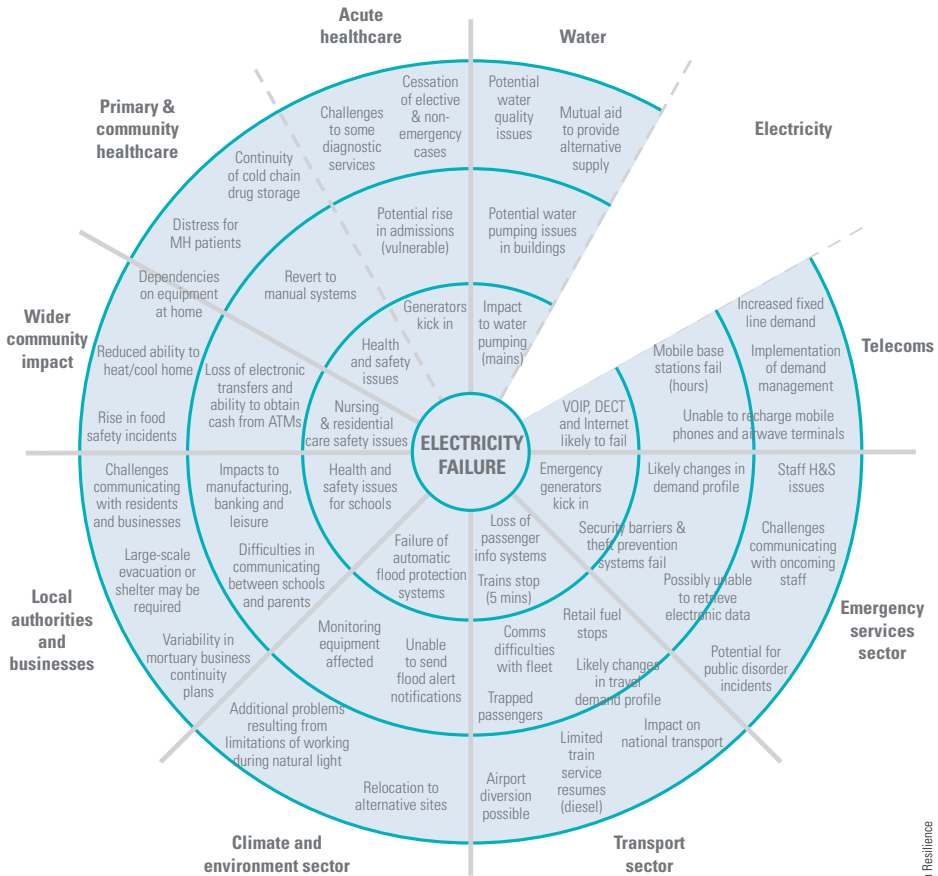 Acute
healthcare
Water
Primary &
community
healthcare
Electricity
Wider
community
impact
Telecoms
Local
authorities
and
businesses
Emergency
services
sector
Climate and
environment sector
Transport
sector
ELECTRICITY
FAILURE
Cessation
of elective
& non-
emergency
cases
Challenges
to some
diagnostic
services
Potential rise
in admissions
(vulnerable)
Generators
kick in
Potential
water
quality
issues
Mutual aid
to provide
alternative
supply
Potential water
pumping issues
in buildings
Impact
to water
pumping
(mains)
Continuity
of cold chain
drug storage
Distress for
MH patients
Dependencies
on equipment
at home
Revert to
manual systems
Health
and safety
issues
Reduced ability to
heat/cool home
Rise in food
safety incidents
Loss of electronic
transfers and
ability to obtain
cash from ATMs
Nursing
& residential
care safety issues
Increased fixed
line demand
Implementation
of demand
management
Mobile base
stations fail
(hours)
Unable to recharge mobile
phones and airwave terminals
VOIP, DECT
and Internet
likely to fail
Challenges
communicating
with residents
and businesses
Large-scale
evacuation or
shelter may be
required
Variability in
mortuary business
continuity
plans
Impacts to
manufacturing,
banking and
leisure
Difficulties in
communicating
between schools
and parents
Health and
safety issues
for schools
Emergency
generators
kick in
Likely changes in
demand profile
Staff H&S
issues
Security barriers &
theft prevention
systems fail
Challenges
communicating
with oncoming
staff
Possibly unable
to retrieve
electronic data
Potential for
public disorder
incidents
Failure of
automatic
flood protection
systems
Monitoring
equipment
affected
Unable
to send
flood alert
notifications
Additional problems
resulting from
limitations of working
during natural light
Relocation to
alternative sites
Loss of
passenger
info systems
Trains stop
(5 mins)
Retail fuel
stops
Comms
difficulties
with fleet
Likely changes
in travel
demand profile
Trapped
passengers
Impact on
national transport
Limited
train
service
resumes
(diesel)
Airport
diversion
possible
Resilience